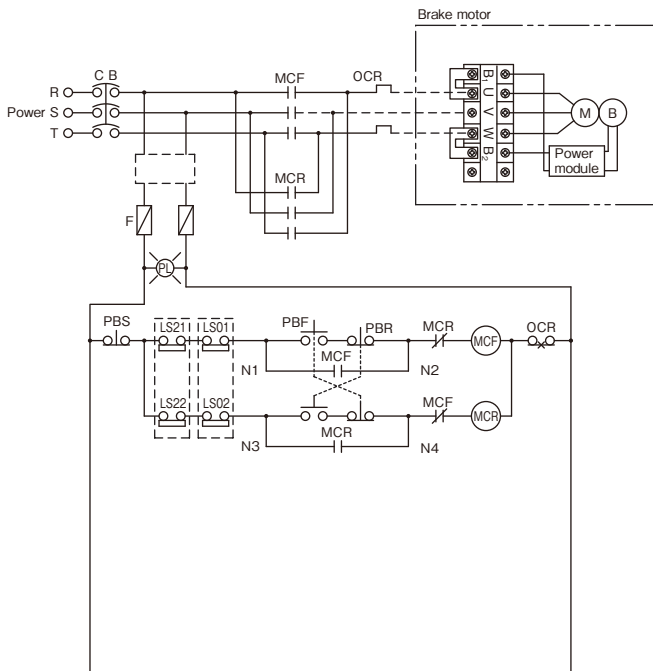 Brake motor
C B
MCF
OCR
R
Power S
T
B1
U
V
W
B2
M
B
Power
module
MCR
F
PL
PBS
LS21
LS01
PBF
PBR
MCR
MCF
OCR
MCF
N1
N2
LS22
LS02
MCF
MCR
MCR
N3
N4